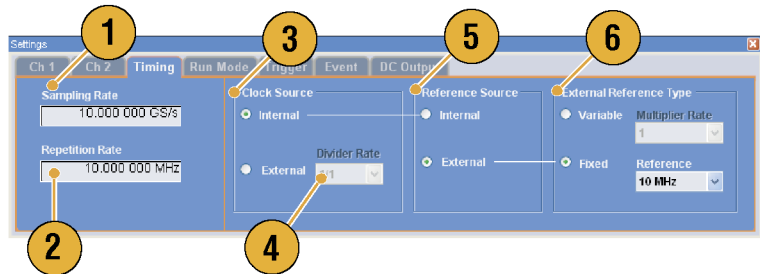 1
3
5
6
Settings
Ch 1 Ch 2 Timing Run Mode Trigger Event DC Output
Sampling Rate
10.000 000 GS/s
Repetition Rate
10.000 000 MHz
Clock Source
Internal
External
Divider Rate
1/1
Reference Source
Internal
External
External Reference Type
Variable
Multiplier Rate
1
Fixed
Reference
10 MHz
2
4